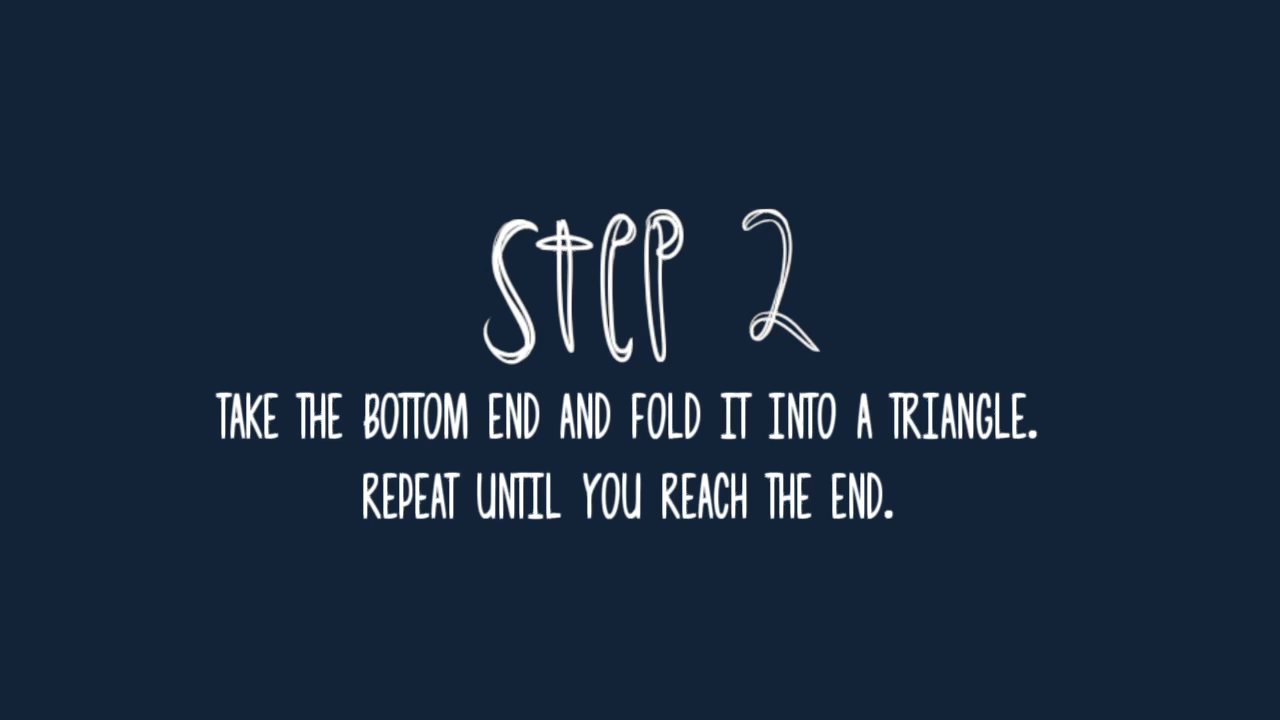 STEP 2
TAKE THE BOTTOM END AND FOLD IT INTO A TRIANGLE.
REPEAT UNTIL YOU REACH THE END.